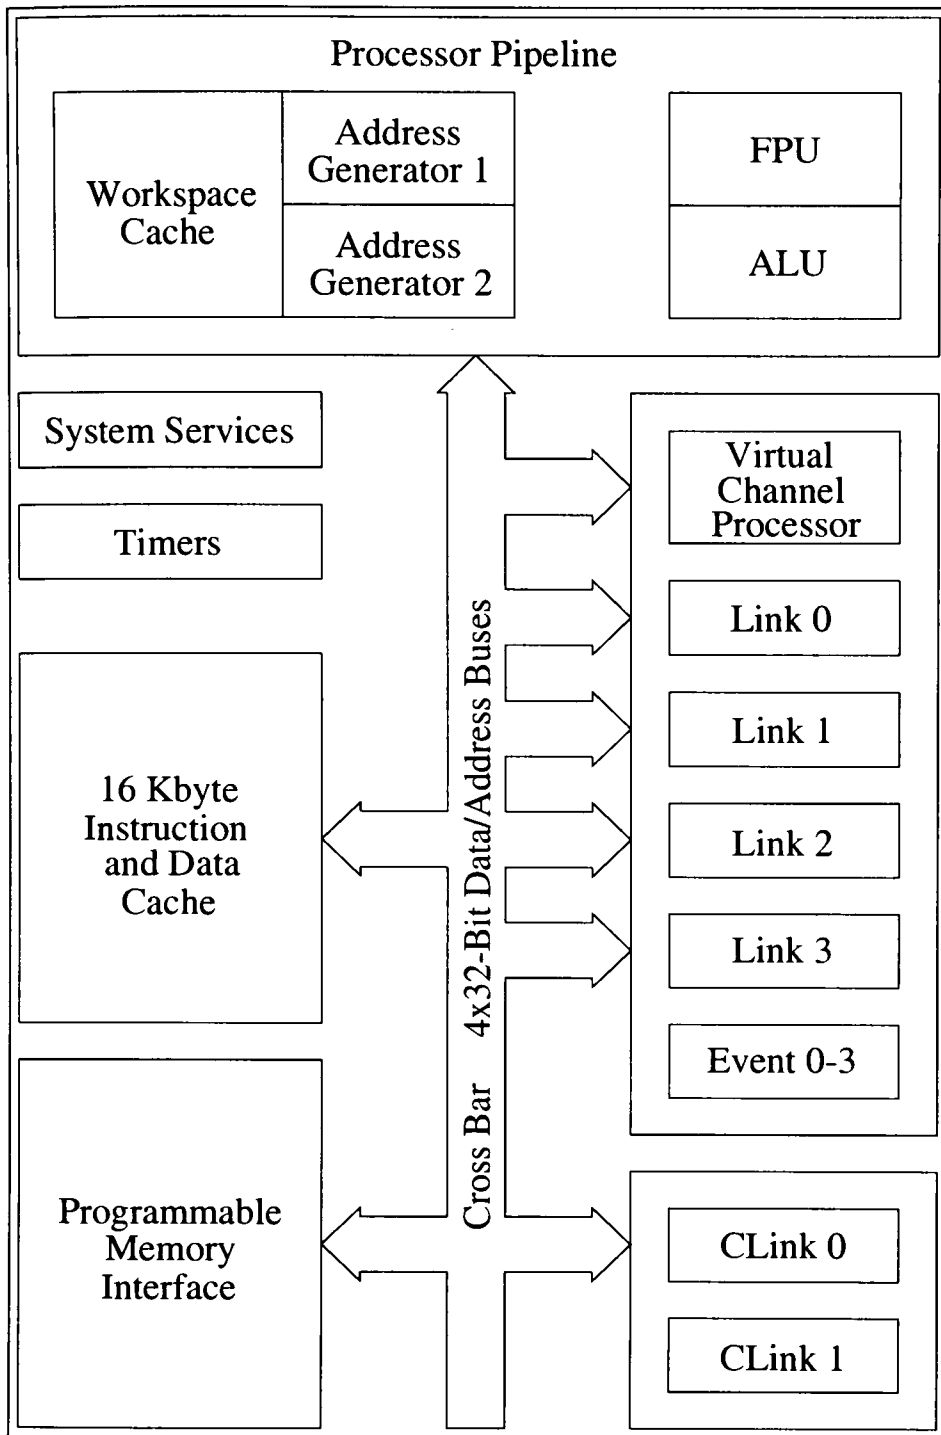 Processor Pipeline
Workspace
Cache
Address
Generator 1
Address
Generator 2
FPU
ALU
System Services
Timers
16 Kbyte
Instruction
and Data
Cache
Programmable
Memory
Interface
Cross Bar 4x32-Bit Data/Address Buses
Virtual
Channel
Processor
Link 0
Link 1
Link 2
Link 3
Event 0-3
CLink 0
CLink 1